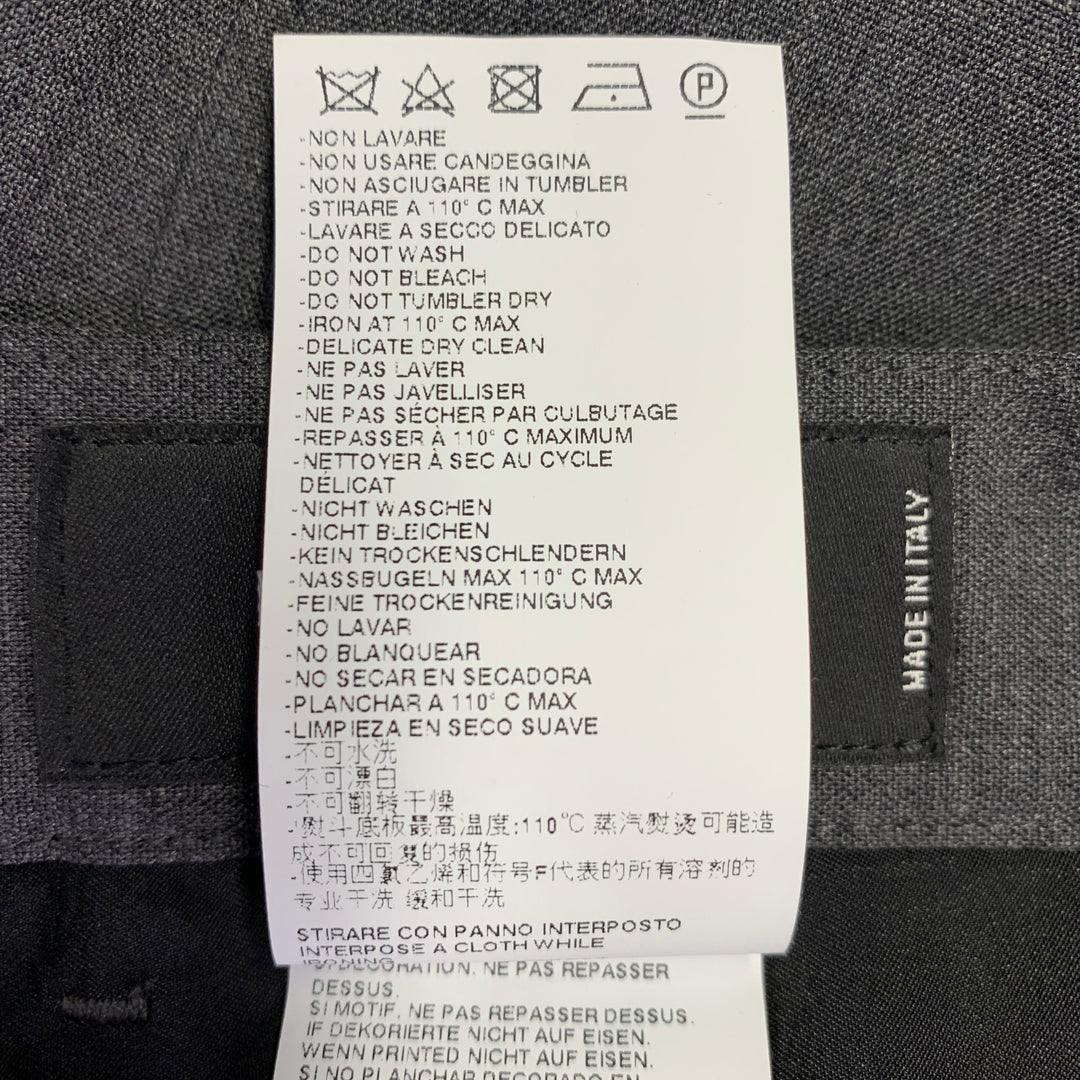 P
-NON LAVARE
-NON USARE CANDEGGINA
-NON ASCIUGARE IN TUMBLER
-STIRARE A 110° C MAX
-LAVARE A SECCO DELICATO
-DO NOT WASH
-DO NOT BLEACH
-DO NOT TUMBLER DRY
-IRON AT 110° C MAX
-DELICATE DRY CLEAN
-NE PAS LAVER
-NE PAS JAVELLISER
-NE PAS SÉCHER PAR CULBUTAGE
-REPASSER À 110° C MAXIMUM
-NETTOYER À SEC AU CYCLE
DÉLICAT
-NICHT WASCHEN
-NICHT BLEICHEN
-KEIN TROCKENSCHLENDERN
-NASSBUGELN MAX 110° C MAX
-FEINE TROCKENREINIGUNG
-NO LAVAR
-NO BLANQUEAR
-NO SECAR EN SECADORA
-PLANCHAR A 110° C MAX
-LIMPIEZA EN SECO SUAVE
-不可水洗
-不可漂白
-不可翻转干燥
-熨斗底板最高温度:110℃ 蒸汽熨烫可能造
成不可回复的损伤
-使用四氯乙烯和符号F代表的所有溶剂的
专业干洗 缓和干洗
STIRARE CON PANNO INTERPOSTO
INTERPOSE A CLOTH WHILE
IRONING
DECORATION. NE PAS REPASSER
DESSUS.
SI MOTIF, NE PAS REPASSER DESSUS.
IF DEKORIERTE NICHT AUF EISEN.
WENN PRINTED NICHT AUF EISEN.
SI NO PLANCHAR DECORADO EN
MADE IN ITALY